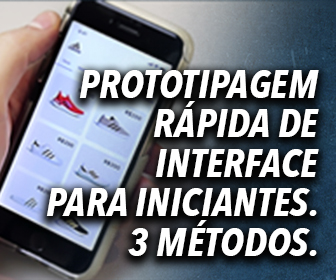 PROTOTIPAGEM
RÁPIDA DE
INTERFACE
PARA INICIANTES.
3 MÉTODOS.